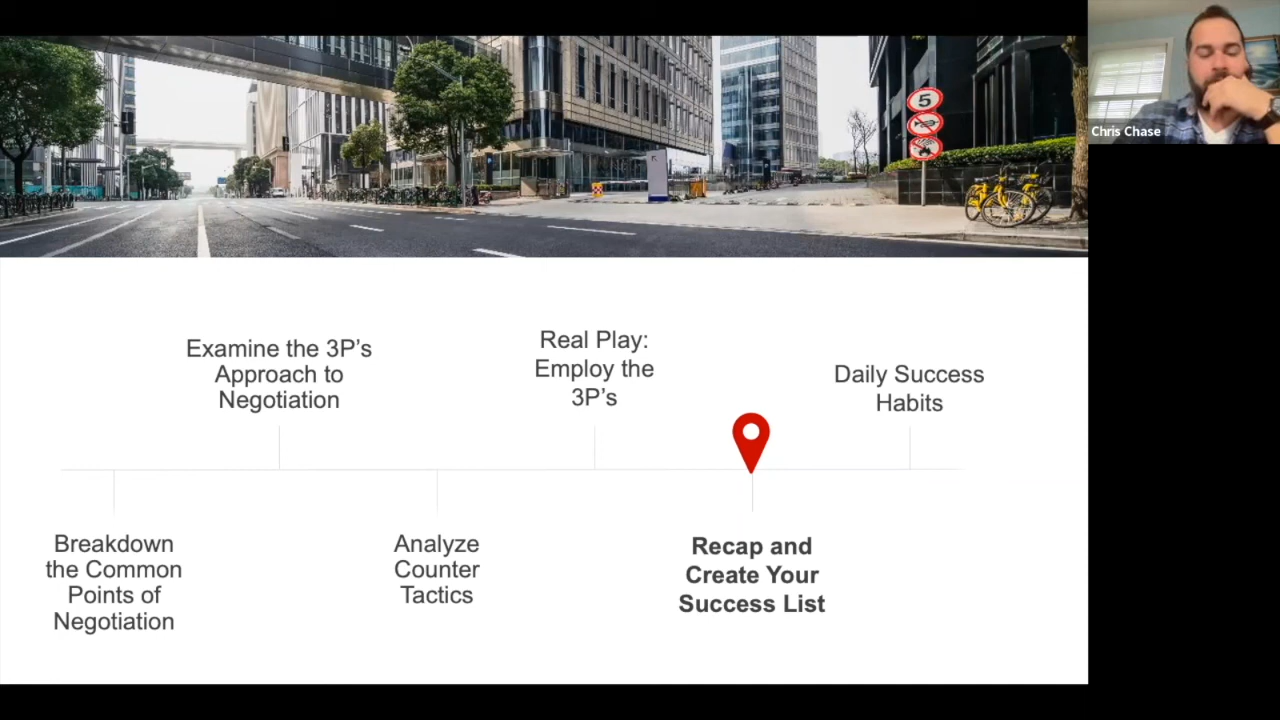 5
Chris Chase
Examine the 3P’s
Approach to
Negotiation
Real Play:
Employ the
3P’s
Daily Success
Habits
Breakdown
the Common
Points of
Negotiation
Analyze
Counter
Tactics
Recap and
Create Your
Success List